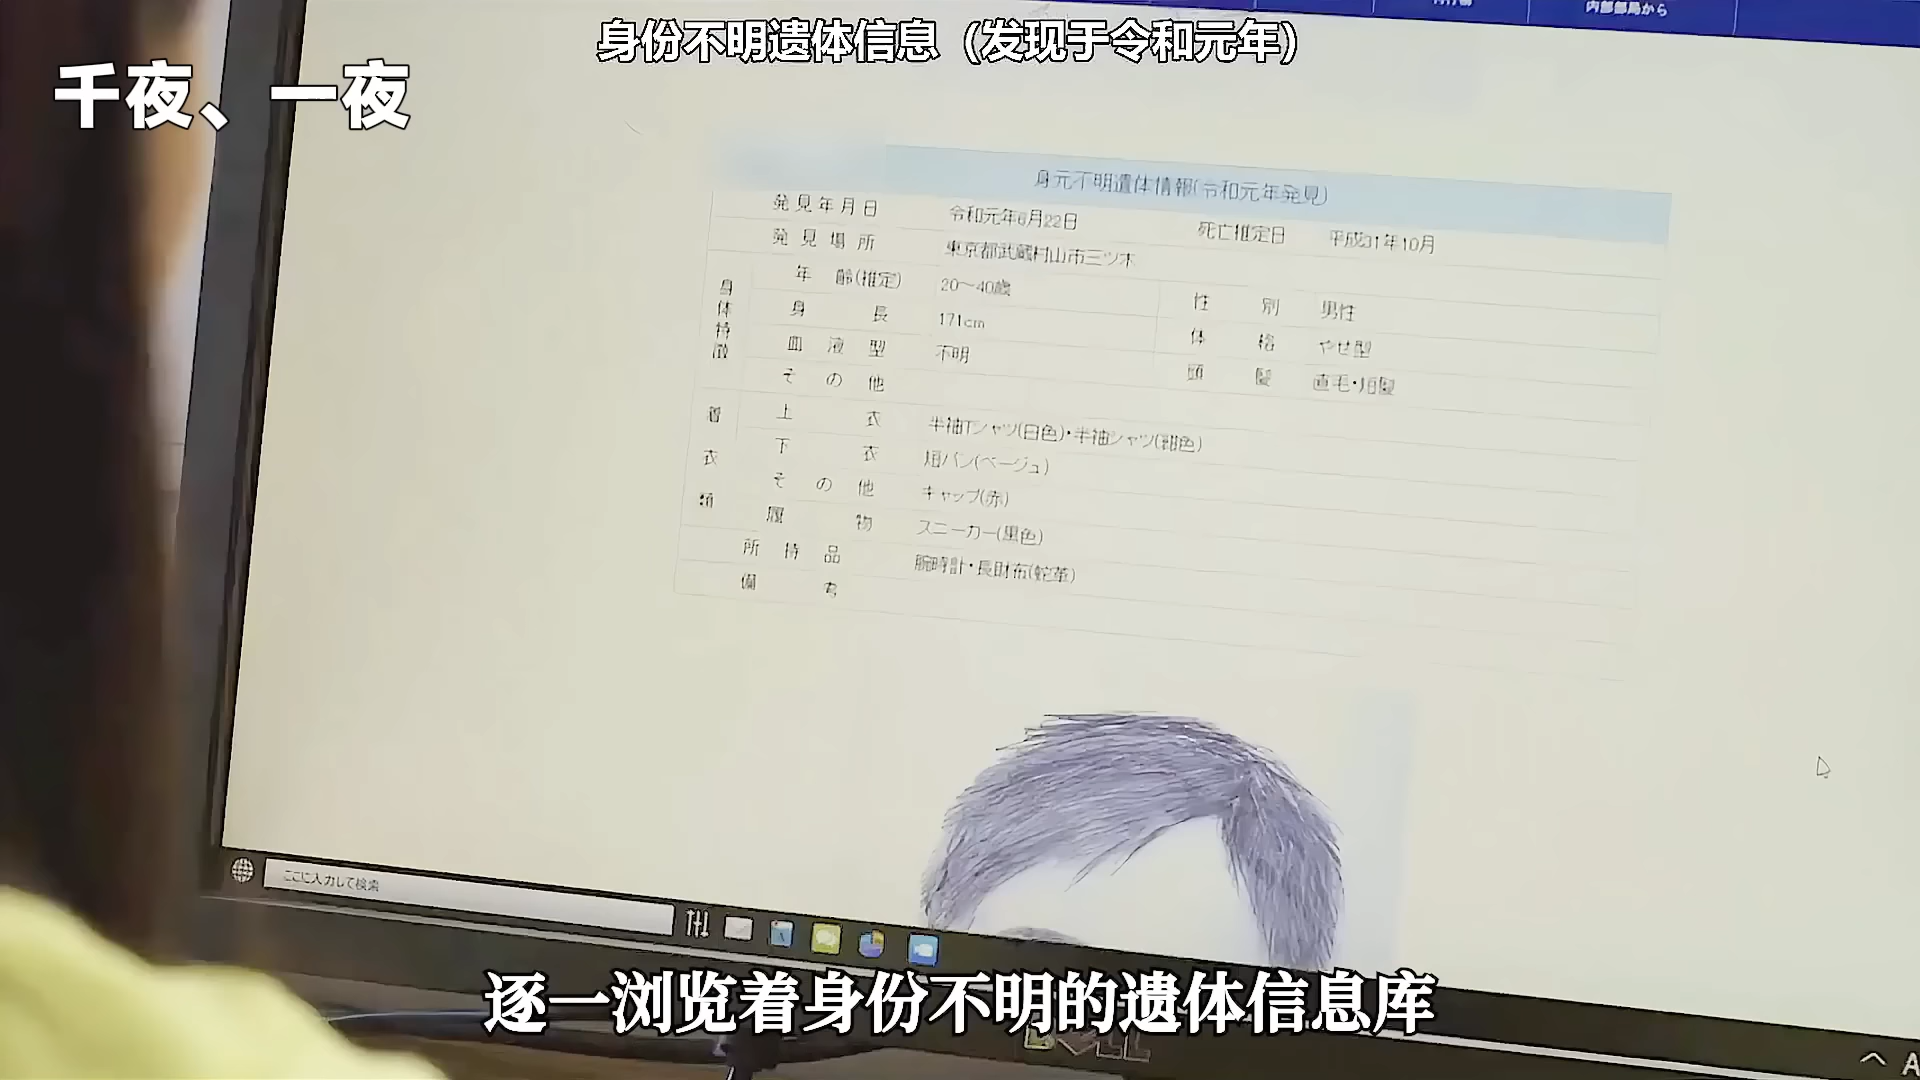 内部部局から
身份不明遗体信息（发现于令和元年）
千夜、一夜
身元不明遺体情報(令和元年発見)
発見年月日 令和元年6月22日 死亡推定日 平成31年10月
発見場所 東京都武蔵村山市三ツ木
身体特徴
年齢(推定) 20～40歳 性別 男性
身長 171cm 体格 やせ型
血液型 不明 頭髪 直毛・短髪
その他
着衣類
上衣 半袖Tシャツ(白色)・半袖シャツ(紺色)
下衣 短パン(ベージュ)
その他 キャップ(赤)
履物 スニーカー(黒色)
所持品 腕時計・長財布(蛇革)
備考
ここに入力して検索
逐一浏览着身份不明的遗体信息库